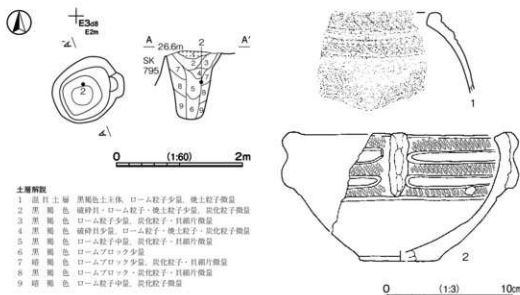 E3d8
E2m
A 26.6m A'
2
SK
795
0 (1:60) 2m
土層解説
1 混貝土層 黒褐色土主体，ローム粒子少量，焼土粒子微量
2 黒褐色 破砕貝・ローム粒子・焼土粒子少量，炭化粒子微量
3 黒褐色 ローム粒子少量，炭化粒子・貝細片微量
4 黒褐色 破砕貝少量，ローム粒子・焼土粒子・炭化粒子微量
5 黒褐色 ローム粒子中量，炭化粒子・貝細片微量
6 黒褐色 ロームブロック少量
7 暗褐色 ロームブロック少量，炭化粒子・貝細片微量
8 黒褐色 ロームブロック・炭化粒子・貝細片微量
9 暗褐色 ローム粒子中量，炭化粒子微量
1
2
0 (1:3) 10cm